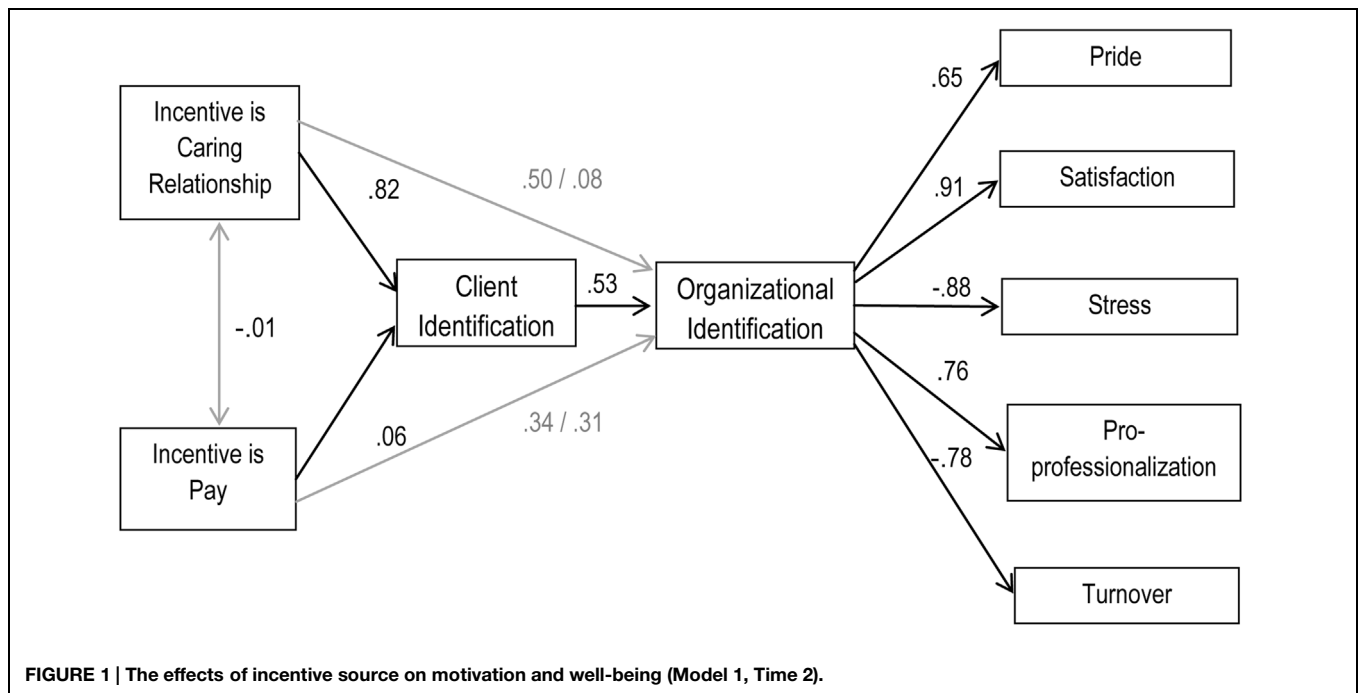 Pride
.65
Incentive is
Caring
Relationship
.50 / .08
.82
.91
Satisfaction
Client
Identification
.53
Organizational
Identification
-.88
Stress
-.01
.76
.34 / .31
.06
Incentive is
Pay
Pro-
professionalization
-.78
Turnover
FIGURE 1 | The effects of incentive source on motivation and well-being (Model 1, Time 2).